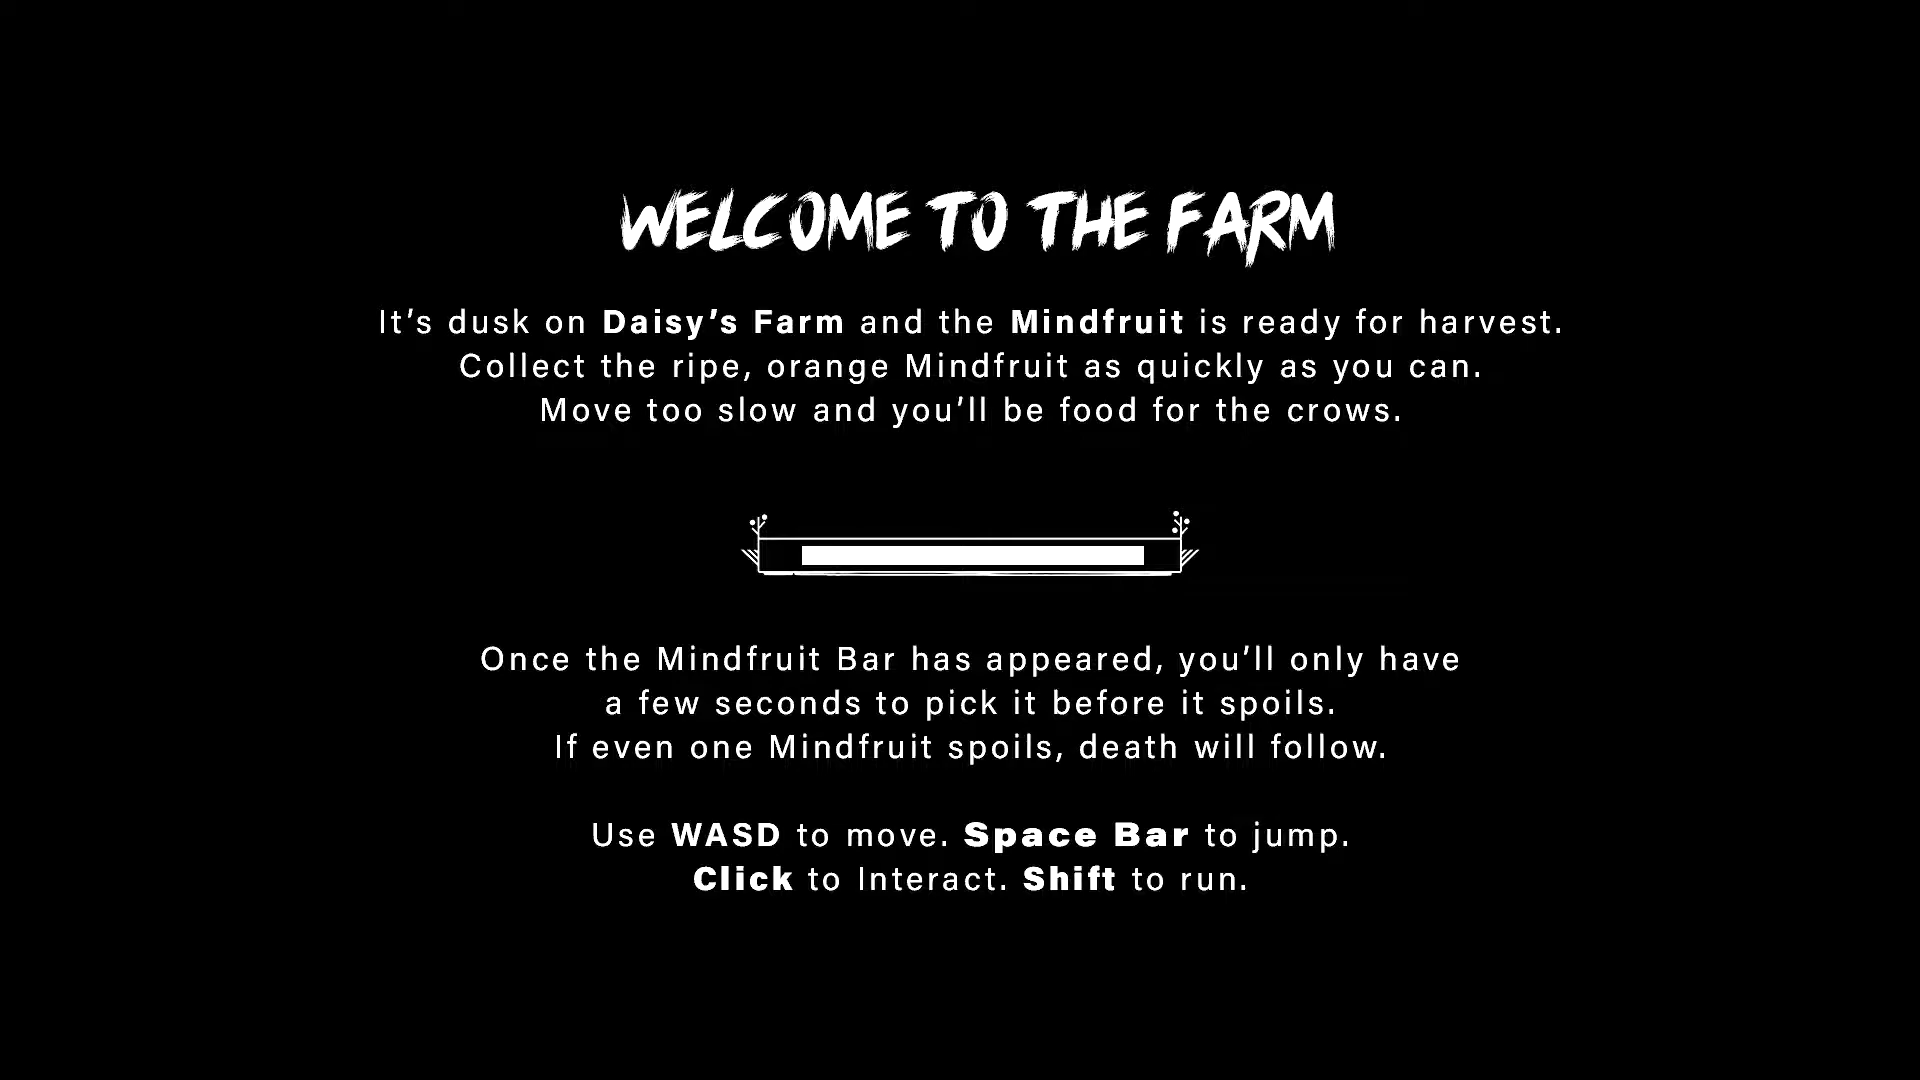 WELCOME TO THE FARM
It’s dusk on Daisy’s Farm and the Mindfruit is ready for harvest.
Collect the ripe, orange Mindfruit as quickly as you can.
Move too slow and you’ll be food for the crows.
Once the Mindfruit Bar has appeared, you’ll only have
a few seconds to pick it before it spoils.
If even one Mindfruit spoils, death will follow.
Use WASD to move. Space Bar to jump.
Click to Interact. Shift to run.